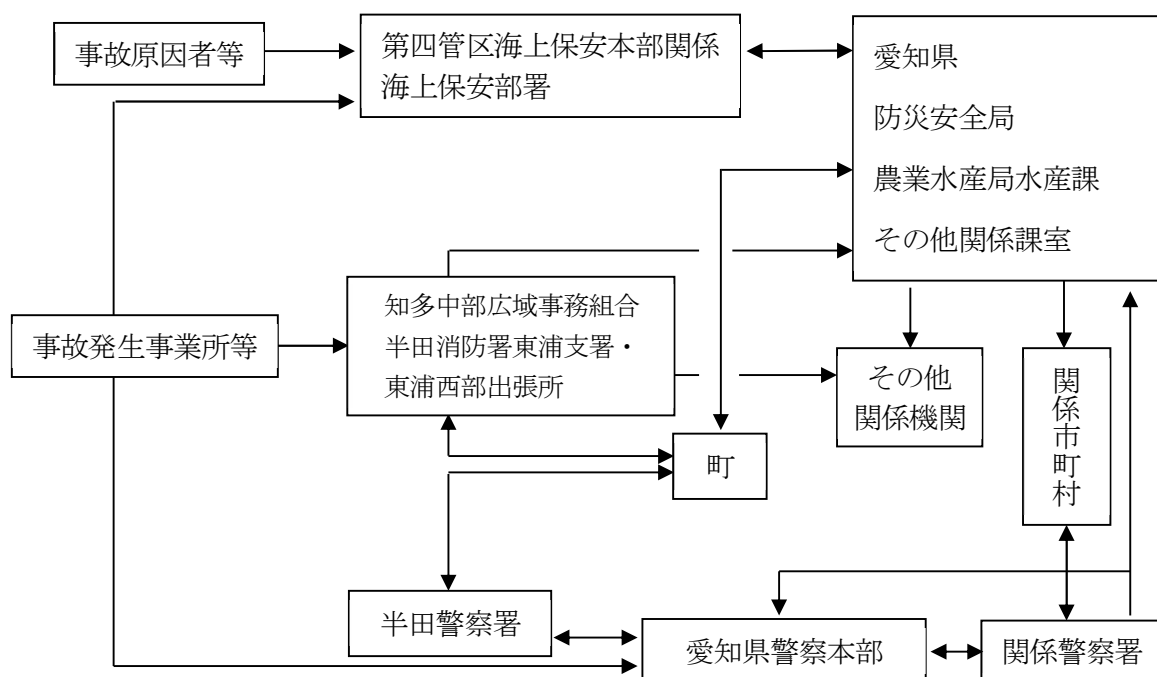 事故原因者等
第四管区海上保安本部関係
海上保安部署
愛知県
防災安全局
農業水産局水産課
その他関係課室
知多中部広域事務組合
半田消防署東浦支署・
東浦西部出張所
事故発生事業所等
その他
関係機関
関係市町村
町
半田警察署
愛知県警察本部
関係警察署